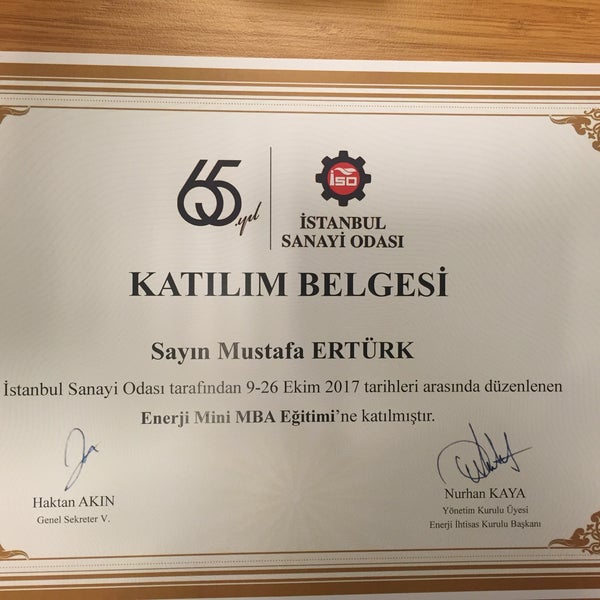 65.yıl
İSO
İSTANBUL
SANAYİ ODASI
KATILIM BELGESİ
Sayın Mustafa ERTÜRK
İstanbul Sanayi Odası tarafından 9-26 Ekim 2017 tarihleri arasında düzenlenen
Enerji Mini MBA Eğitimi'ne katılmıştır.
Haktan AKIN
Genel Sekreter V.
Nurhan KAYA
Yönetim Kurulu Üyesi
Enerji İhtisas Kurulu Başkanı